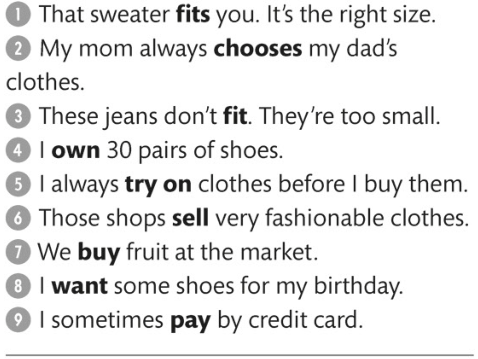 1 That sweater fits you. It's the right size.
2 My mom always chooses my dad's
clothes.
3 These jeans don't fit. They're too small.
4 I own 30 pairs of shoes.
5 I always try on clothes before I buy them.
6 Those shops sell very fashionable clothes.
7 We buy fruit at the market.
8 I want some shoes for my birthday.
9 I sometimes pay by credit card.